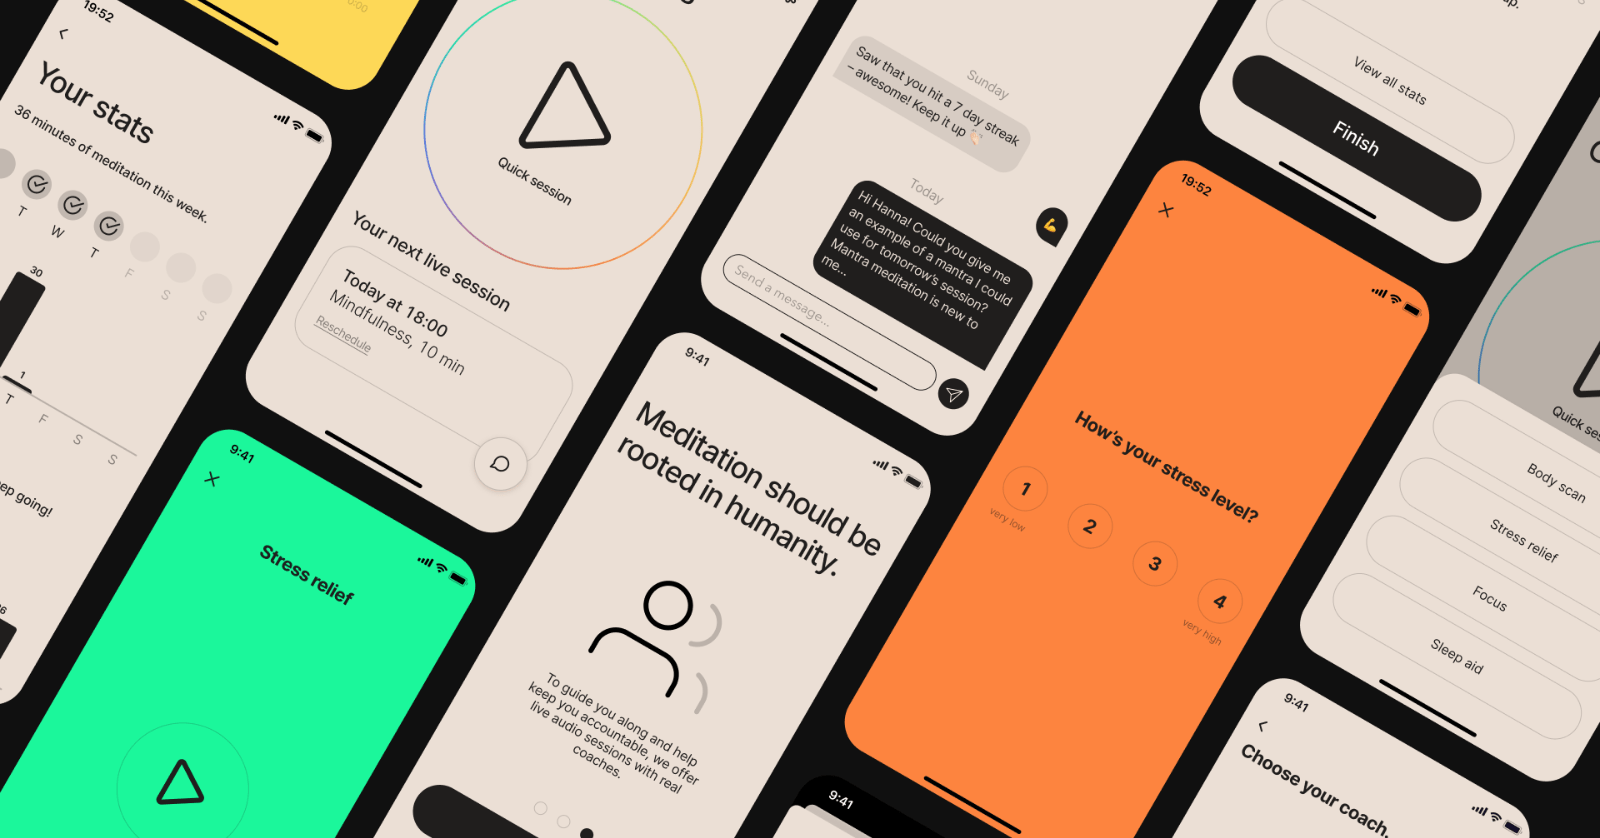 19:52
Your stats
36 minutes of meditation this week.
T
W
T
F
S
S
30
1
T
F
S
S
ep going!
9:41
Stress relief
Quick session
Your next live session
Today at 18:00
Mindfulness, 10 min
Reschedule
Sunday
Saw that you hit a 7 day streak
– awesome! Keep it up 👏🏻
Today
Hi Hanna! Could you give me
an example of a mantra I could
use for tomorrow's session?
Mantra meditation is new to
me...
💪
Send a message...
9:41
Meditation should be
rooted in humanity.
To guide you along and help
keep you accountable, we offer
live audio sessions with real
coaches.
View all stats
Finish
19:52
How's your stress level?
1
very low
2
3
4
very high
9:41
Quick ses
Body scan
Stress relief
Focus
Sleep aid
9:41
Choose your coach.